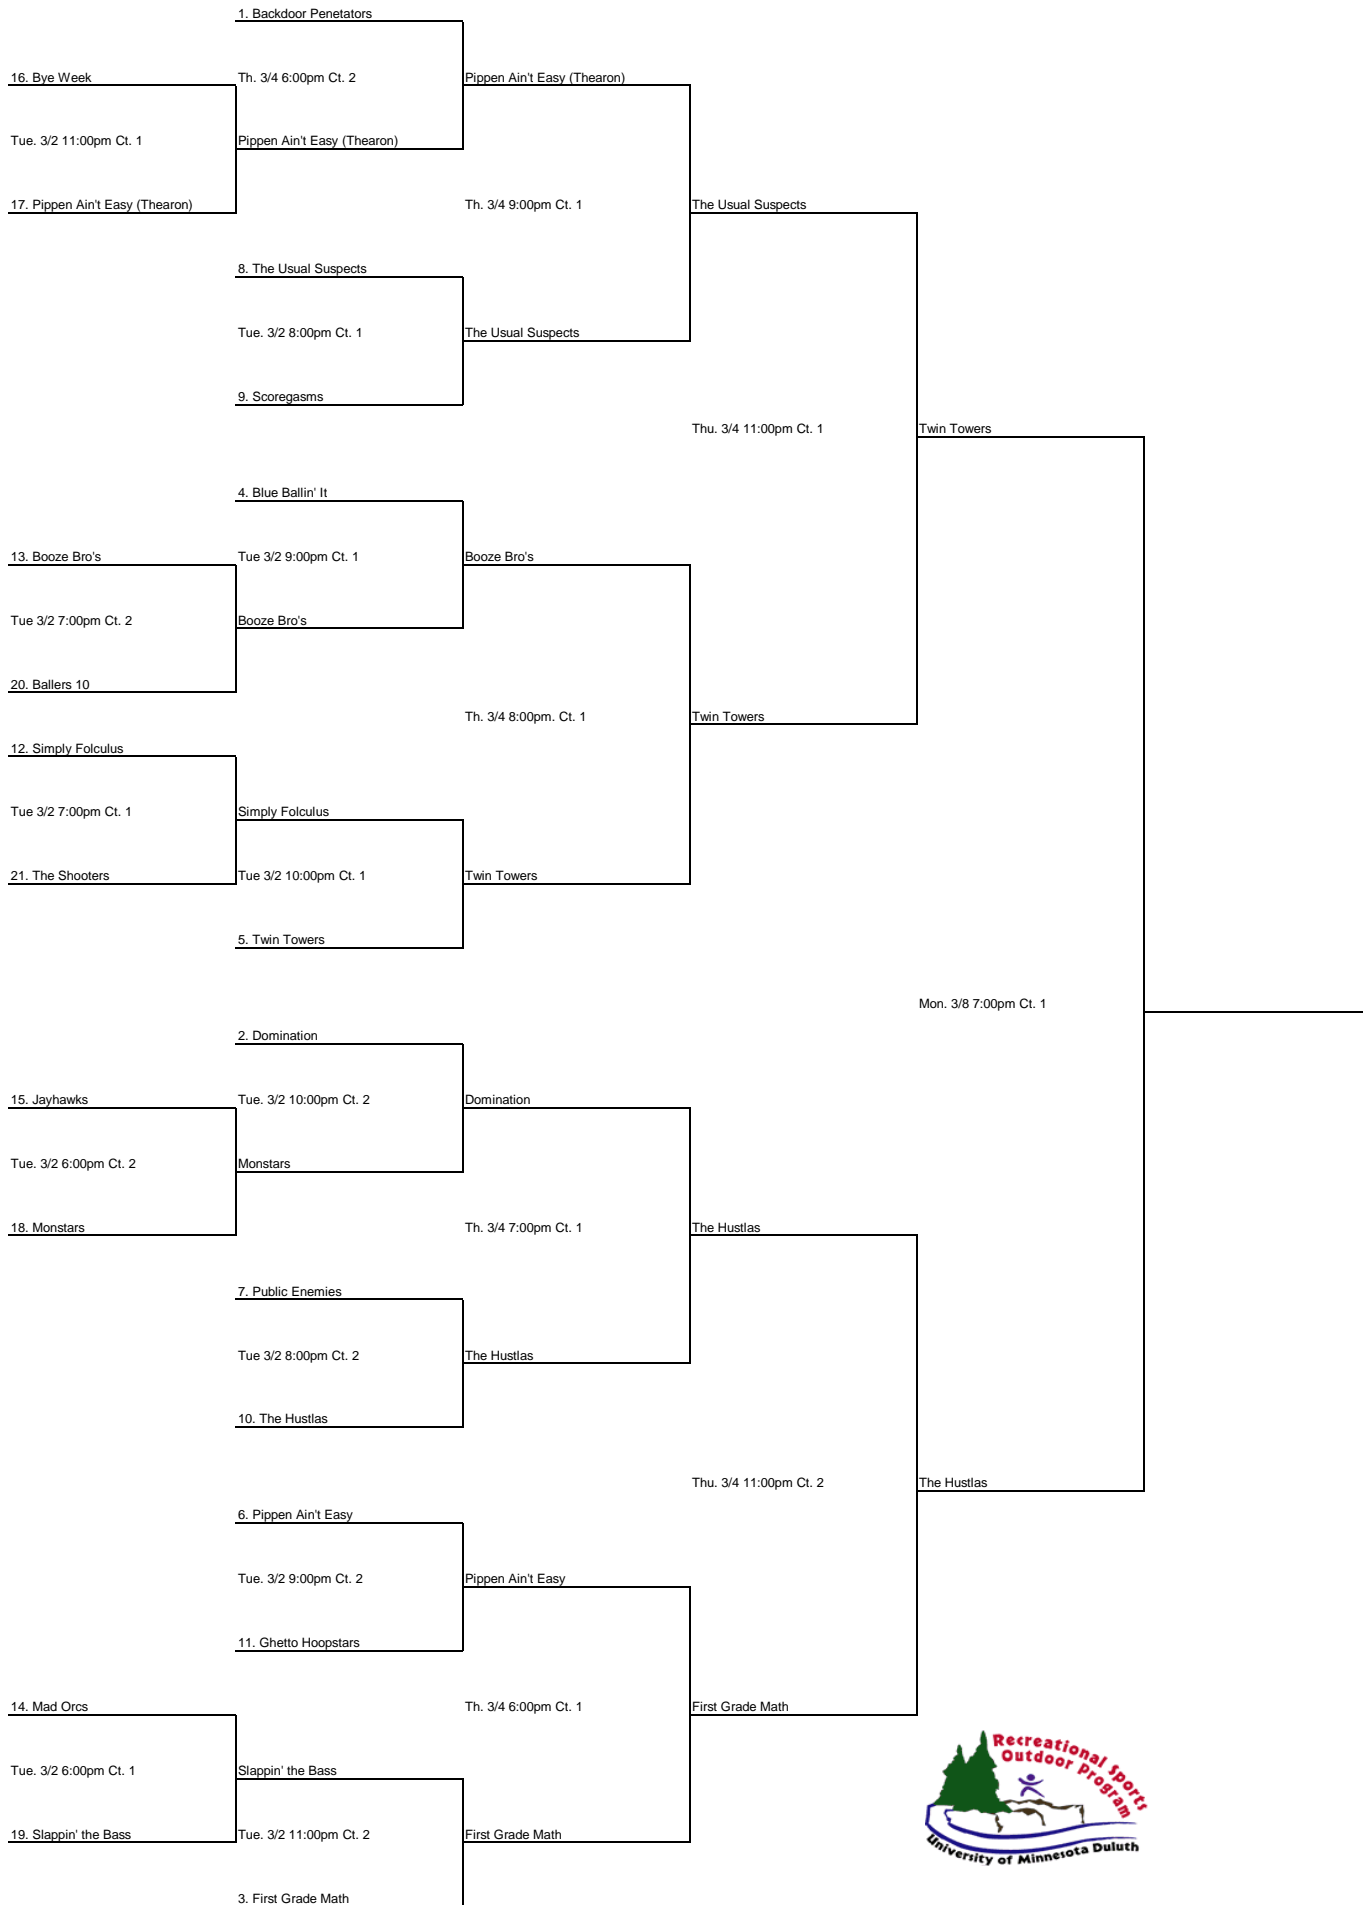 1. Backdoor Penetators
16. Bye Week
Th. 3/4 6:00pm Ct. 2
Pippen Ain't Easy (Thearon)
Tue. 3/2 11:00pm Ct. 1
Pippen Ain't Easy (Thearon)
17. Pippen Ain't Easy (Thearon)
Th. 3/4 9:00pm Ct. 1
The Usual Suspects
8. The Usual Suspects
Tue. 3/2 8:00pm Ct. 1
The Usual Suspects
9. Scoregasms
Thu. 3/4 11:00pm Ct. 1
Twin Towers
4. Blue Ballin' It
13. Booze Bro's
Tue 3/2 9:00pm Ct. 1
Booze Bro's
Tue 3/2 7:00pm Ct. 2
Booze Bro's
20. Ballers 10
Th. 3/4 8:00pm. Ct. 1
Twin Towers
12. Simply Folculus
Tue 3/2 7:00pm Ct. 1
Simply Folculus
21. The Shooters
Tue 3/2 10:00pm Ct. 1
Twin Towers
5. Twin Towers
Mon. 3/8 7:00pm Ct. 1
2. Domination
15. Jayhawks
Tue. 3/2 10:00pm Ct. 2
Domination
Tue. 3/2 6:00pm Ct. 2
Monstars
18. Monstars
Th. 3/4 7:00pm Ct. 1
The Hustlas
7. Public Enemies
Tue 3/2 8:00pm Ct. 2
The Hustlas
10. The Hustlas
Thu. 3/4 11:00pm Ct. 2
The Hustlas
6. Pippen Ain't Easy
Tue. 3/2 9:00pm Ct. 2
Pippen Ain't Easy
11. Ghetto Hoopstars
14. Mad Orcs
Th. 3/4 6:00pm Ct. 1
First Grade Math
Tue. 3/2 6:00pm Ct. 1
Slappin' the Bass
19. Slappin' the Bass
Tue. 3/2 11:00pm Ct. 2
First Grade Math
3. First Grade Math
Recreational Sports
Outdoor Program
University of Minnesota Duluth